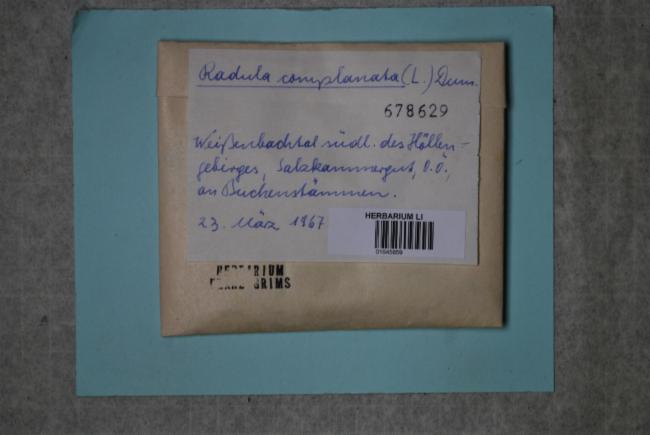 Radula complanata (L.) Dum.
678629
Weißenbachtal südl. des Höllen-
gebirges, Salzkammergut, O.Ö.,
an Buchenstämmen.
23. März 1967
HERBARIUM LI
01645859
HERBARIUM
GRIMS